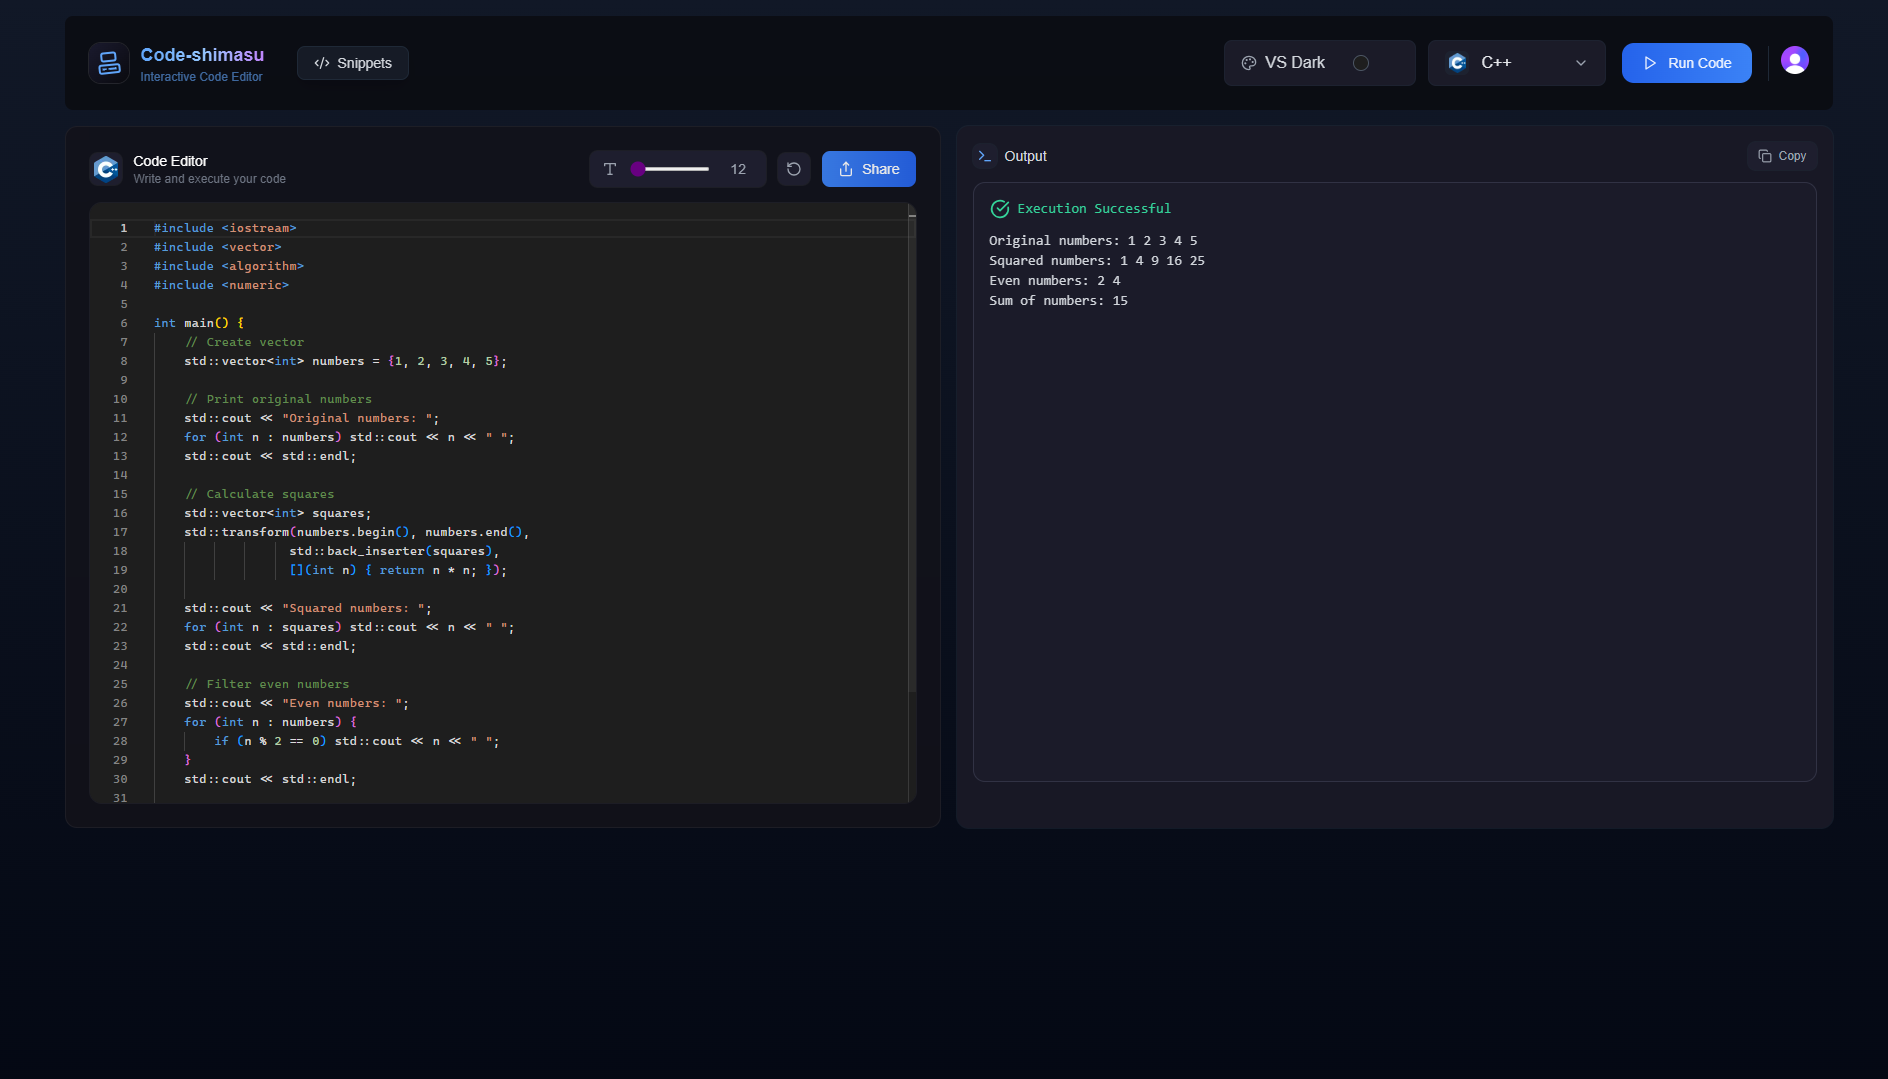 Code-shimasu
Interactive Code Editor
Snippets
VS Dark
C++
Run Code
Code Editor
Write and execute your code
12
Share
1 #include <iostream>
2 #include <vector>
3 #include <algorithm>
4 #include <numeric>
5
6 int main() {
7     // Create vector
8     std::vector<int> numbers = {1, 2, 3, 4, 5};
9
10     // Print original numbers
11     std::cout << "Original numbers: ";
12     for (int n : numbers) std::cout << n << " ";
13     std::cout << std::endl;
14
15     // Calculate squares
16     std::vector<int> squares;
17     std::transform(numbers.begin(), numbers.end(),
18                   std::back_inserter(squares),
19                   [](int n) { return n * n; });
20
21     std::cout << "Squared numbers: ";
22     for (int n : squares) std::cout << n << " ";
23     std::cout << std::endl;
24
25     // Filter even numbers
26     std::cout << "Even numbers: ";
27     for (int n : numbers) {
28         if (n % 2 == 0) std::cout << n << " ";
29     }
30     std::cout << std::endl;
31
Output
Copy
Execution Successful
Original numbers: 1 2 3 4 5
Squared numbers: 1 4 9 16 25
Even numbers: 2 4
Sum of numbers: 15